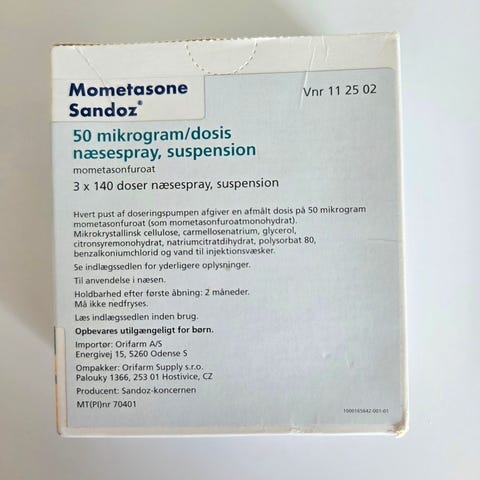 Mometasone
Sandoz®
Vnr 11 25 02
50 mikrogram/dosis
næsespray, suspension
mometasonfuroat
3 x 140 doser næsespray, suspension
Hvert pust af doseringspumpen afgiver en afmålt dosis på 50 mikrogram
mometasonfuroat (som mometasonfuroatmonohydrat).
Mikrokrystallinsk cellulose, carmellosenatrium, glycerol,
citronsyremonohydrat, natriumcitratdihydrat, polysorbat 80,
benzalkoniumchlorid og vand til injektionsvæsker.
Se indlægssedlen for yderligere oplysninger.
Til anvendelse i næsen.
Holdbarhed efter første åbning: 2 måneder.
Må ikke nedfryses.
Læs indlægssedlen inden brug.
Opbevares utilgængeligt for børn.
Importør: Orifarm A/S
Energivej 15, 5260 Odense S
Ompakker: Orifarm Supply s.r.o.
Palouky 1366, 253 01 Hostivice, CZ
Producent: Sandoz-koncernen
MT(PI)nr 70401
1000165642-001-01